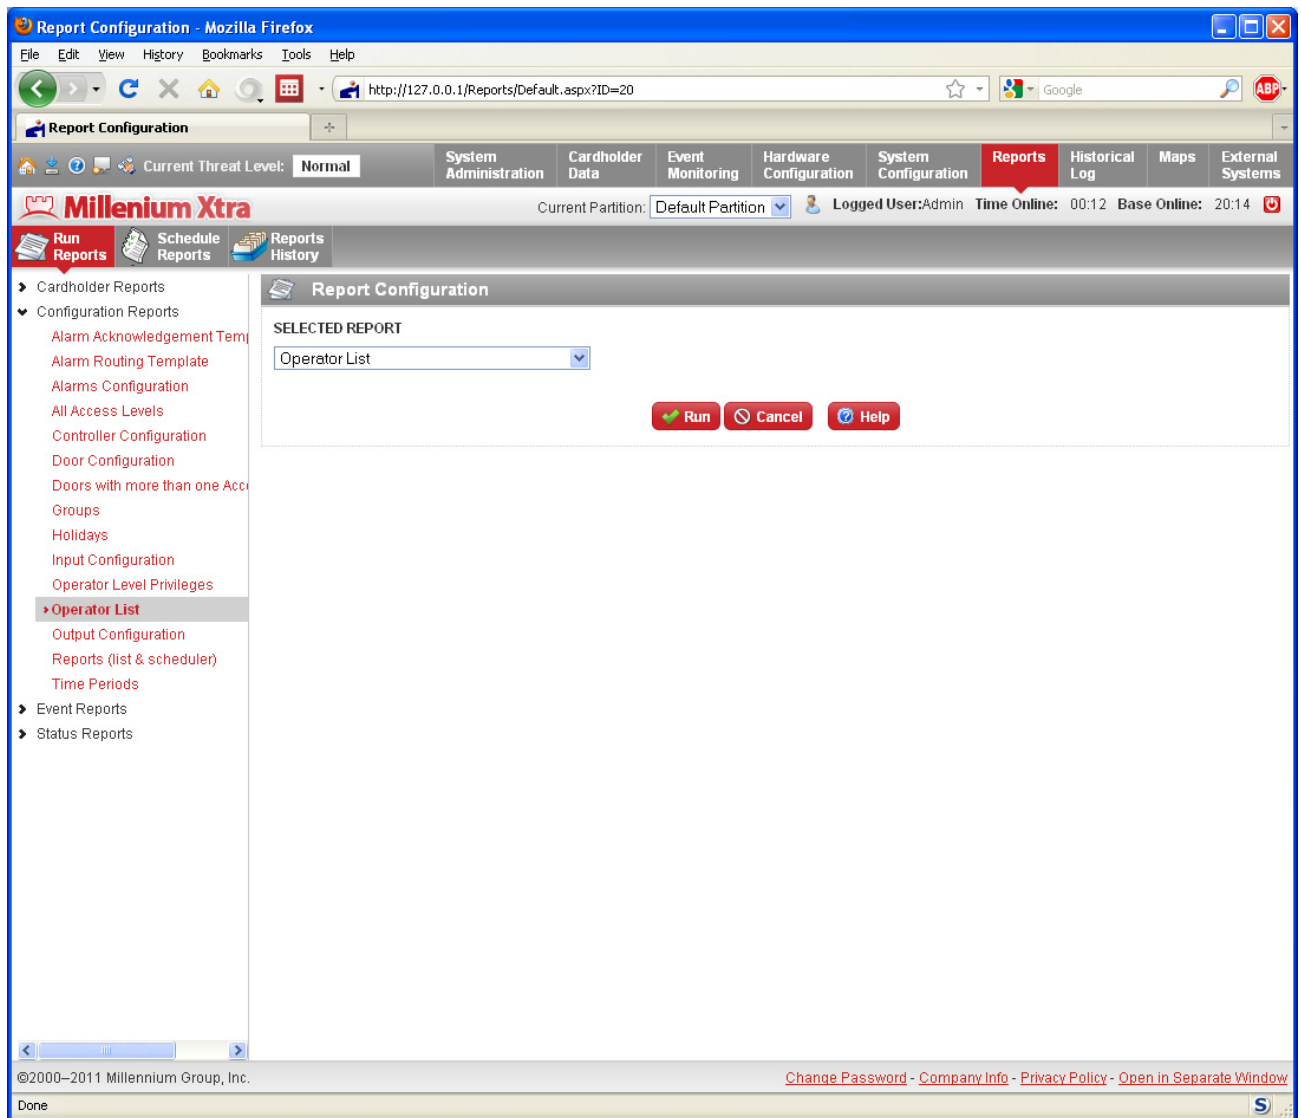 Report Configuration - Mozilla Firefox
File Edit View History Bookmarks Tools Help
http://127.0.0.1/Reports/Default.aspx?ID=20
Google
ABP
Report Configuration
Current Threat Level: Normal
System Administration
Cardholder Data
Event Monitoring
Hardware Configuration
System Configuration
Reports
Historical Log
Maps
External Systems
Millenium Xtra
Current Partition: Default Partition
Logged User:Admin Time Online: 00:12 Base Online: 20:14
Run Reports
Schedule Reports
Reports History
Cardholder Reports
Configuration Reports
Alarm Acknowledgement Temp
Alarm Routing Template
Alarms Configuration
All Access Levels
Controller Configuration
Door Configuration
Doors with more than one Acc
Groups
Holidays
Input Configuration
Operator Level Privileges
Operator List
Output Configuration
Reports (list & scheduler)
Time Periods
Event Reports
Status Reports
Report Configuration
SELECTED REPORT
Operator List
Run Cancel Help
©2000–2011 Millennium Group, Inc.
Change Password - Company Info - Privacy Policy - Open in Separate Window
Done
S